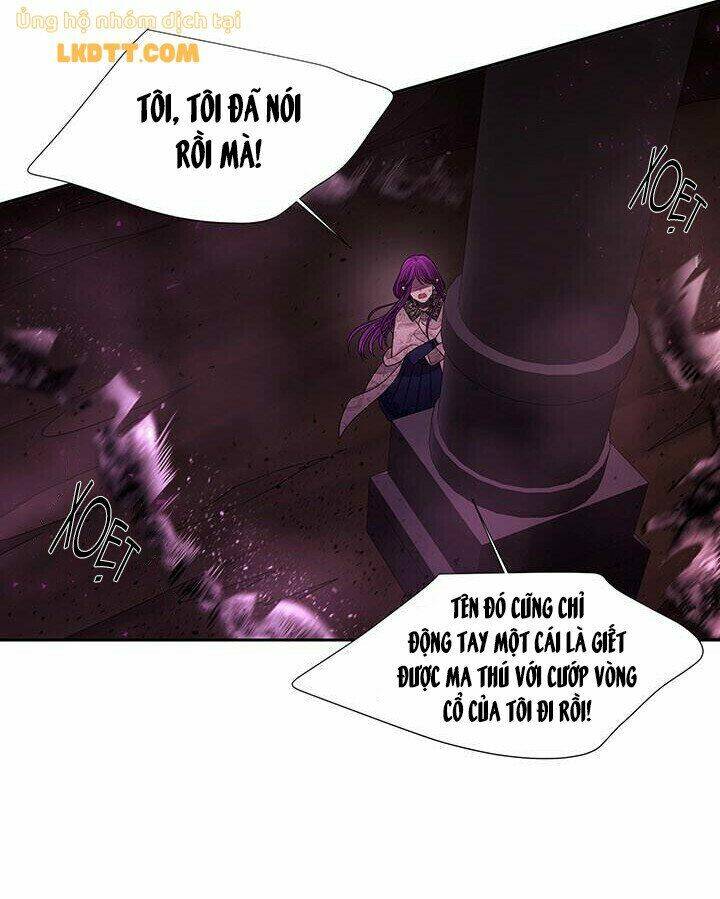 Ủng hộ nhóm dịch tại
LKDTT.COM
TÔI, TÔI ĐÃ NÓI
RỒI MÀ!
XOẸT
XOẸT
TÊN ĐÓ CŨNG CHỈ
ĐỘNG TAY MỘT CÁI LÀ GIẾT
ĐƯỢC MA THÚ VỚI CƯỚP VÒNG
CỔ CỦA TÔI ĐI RỒI!